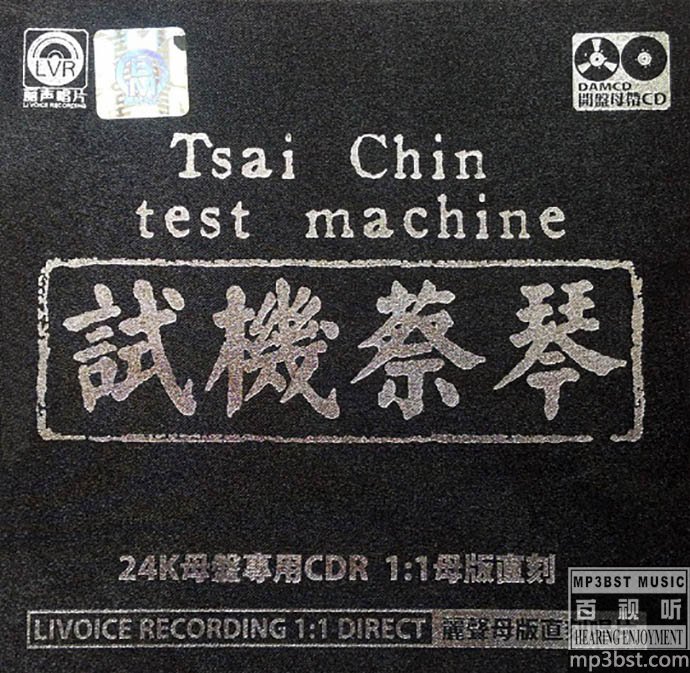 LVR
丽声唱片
LIVOICE RECORDING
EM
DAMCD
開盤母帶CD
Tsai Chin
test machine
試機蔡琴
24K母盤專用CDR 1:1母版直刻
LIVOICE RECORDING 1:1 DIRECT 麗聲母版直
MP3BST MUSIC
百视听
HEARING ENJOYMENT
mp3bst.com